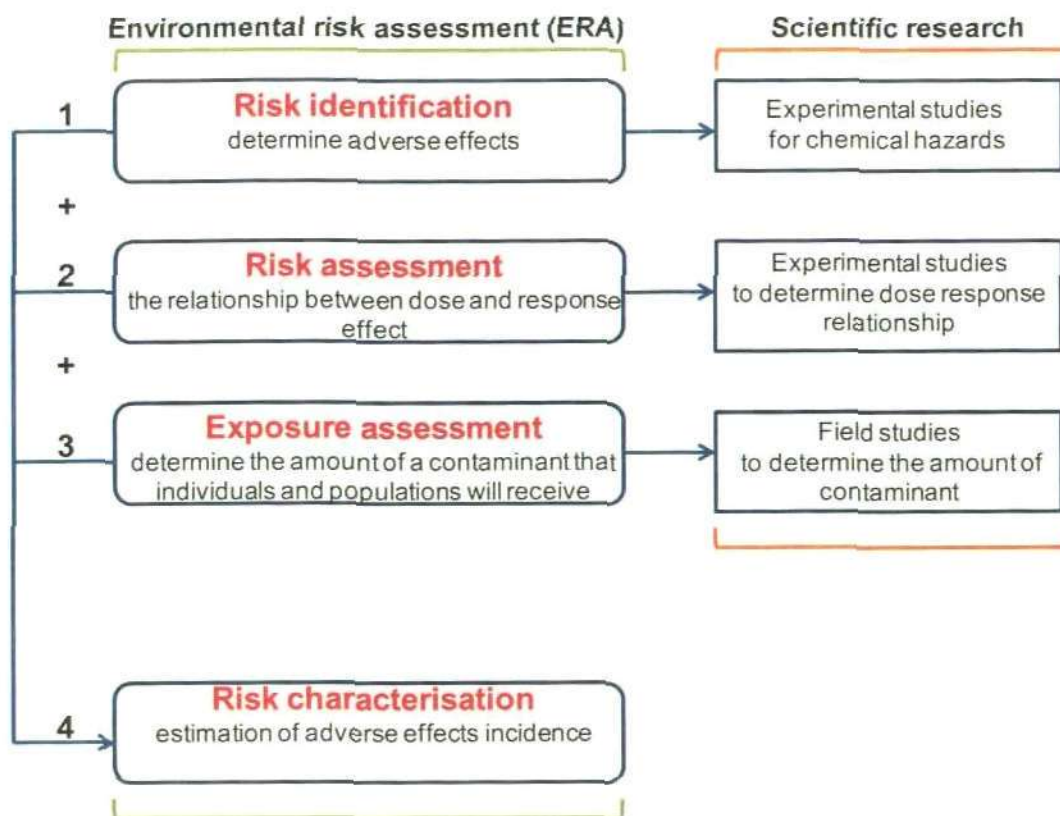 Environmental risk assessment (ERA)
Scientific research
1
Risk identification
determine adverse effects
Experimental studies
for chemical hazards
+
2
Risk assessment
the relationship between dose and response
effect
Experimental studies
to determine dose response
relationship
+
3
Exposure assessment
determine the amount of a contaminant that
individuals and populations will receive
Field studies
to determine the amount of
contaminant
4
Risk characterisation
estimation of adverse effects incidence